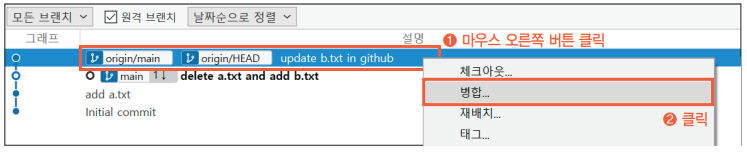 모든 브랜치 원격 브랜치 날짜순으로 정렬
그래프 설명
❶ 마우스 오른쪽 버튼 클릭
origin/main origin/HEAD update b.txt in github
main 1↓ delete a.txt and add b.txt
add a.txt
Initial commit
체크아웃...
병합...
재배치...
❷ 클릭
태그...